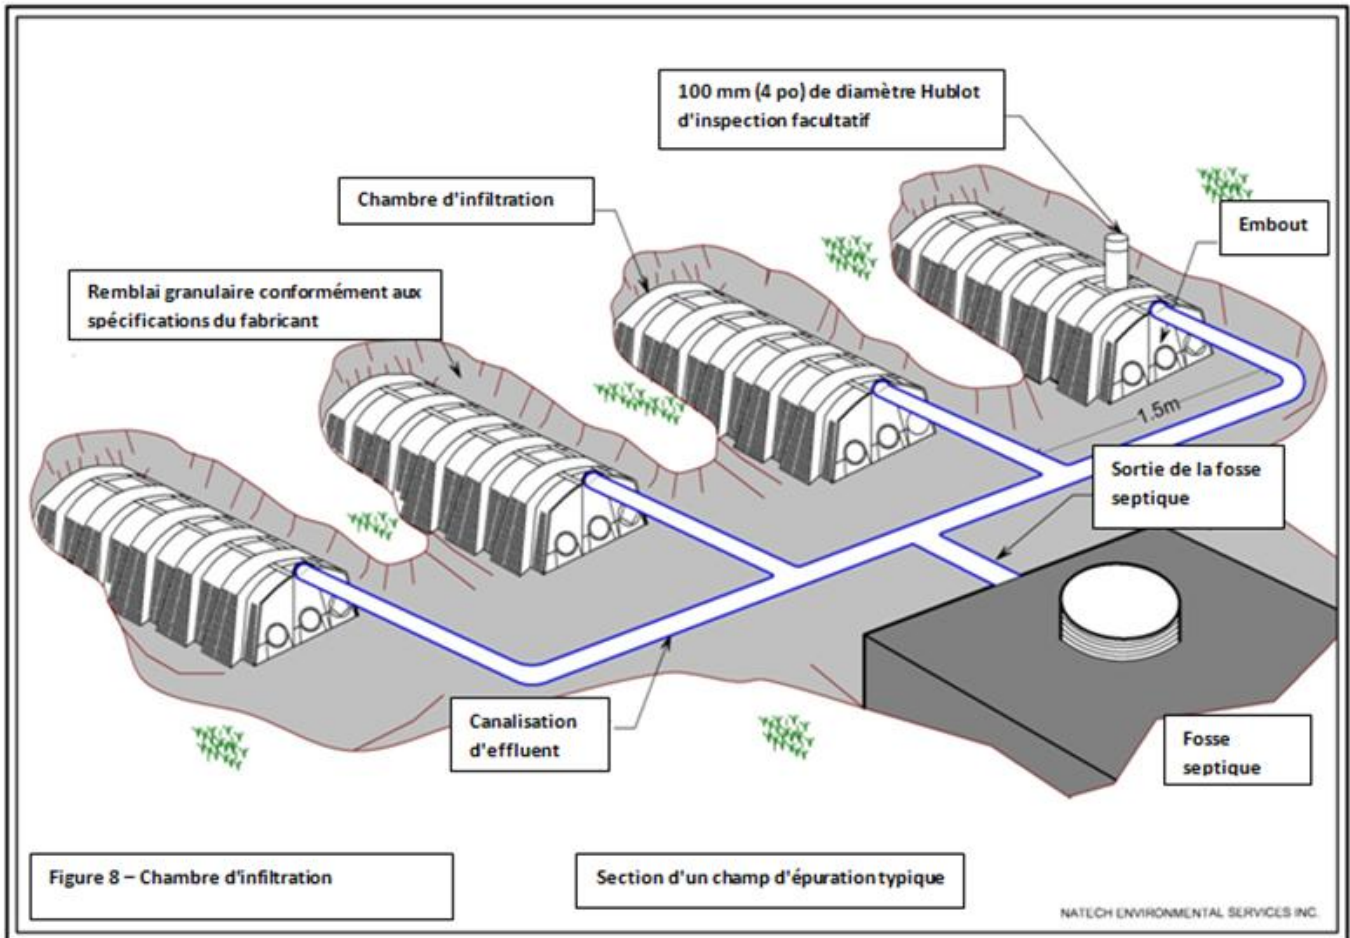 100 mm (4 po) de diamètre Hublot
d'inspection facultatif
Chambre d'infiltration
Embout
Remblai granulaire conformément aux
spécifications du fabricant
1.5m
Sortie de la fosse
septique
Canalisation
d'effluent
Fosse
septique
Figure 8 – Chambre d'infiltration
Section d'un champ d'épuration typique
NATECH ENVIRONMENTAL SERVICES INC.